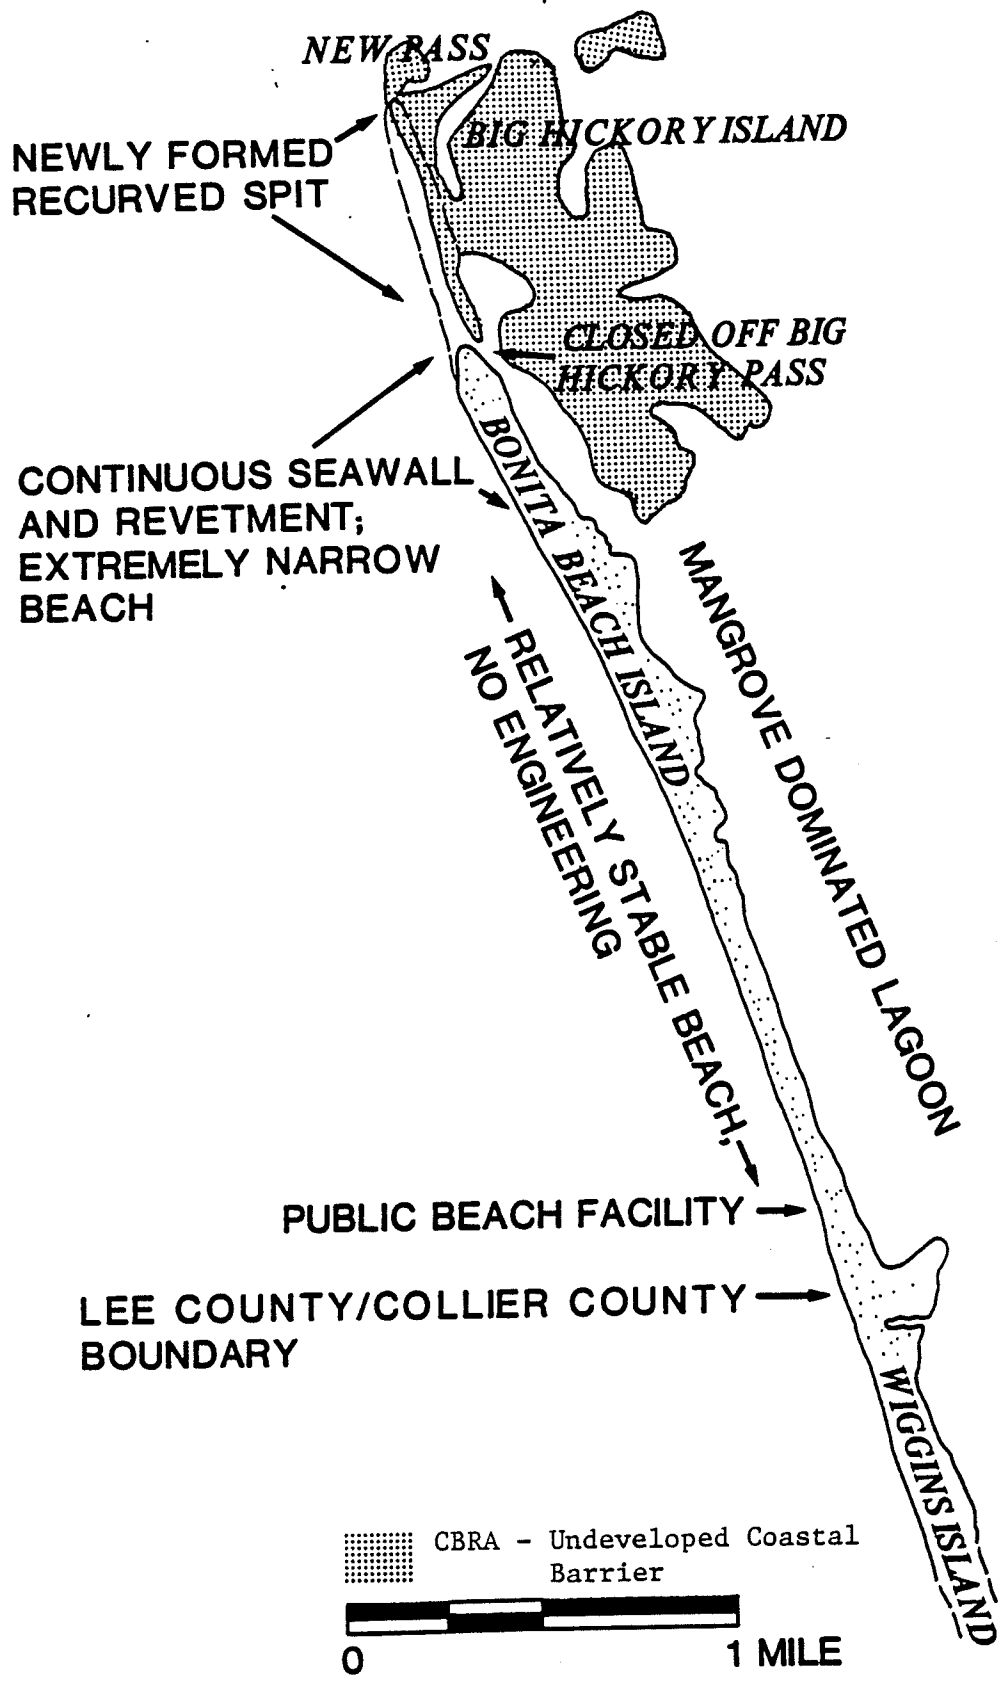 NEW PASS
BIG HICKORY ISLAND
NEWLY FORMED
RECURVED SPIT
CLOSED OFF BIG
HICKORY PASS
CONTINUOUS SEAWALL
AND REVETMENT;
EXTREMELY NARROW
BEACH
BONITA BEACH ISLAND
MANGROVE DOMINATED LAGOON
RELATIVELY STABLE BEACH,
NO ENGINEERING
PUBLIC BEACH FACILITY
LEE COUNTY/COLLIER COUNTY
BOUNDARY
WIGGINS ISLAND
CBRA - Undeveloped Coastal
Barrier
0 1 MILE